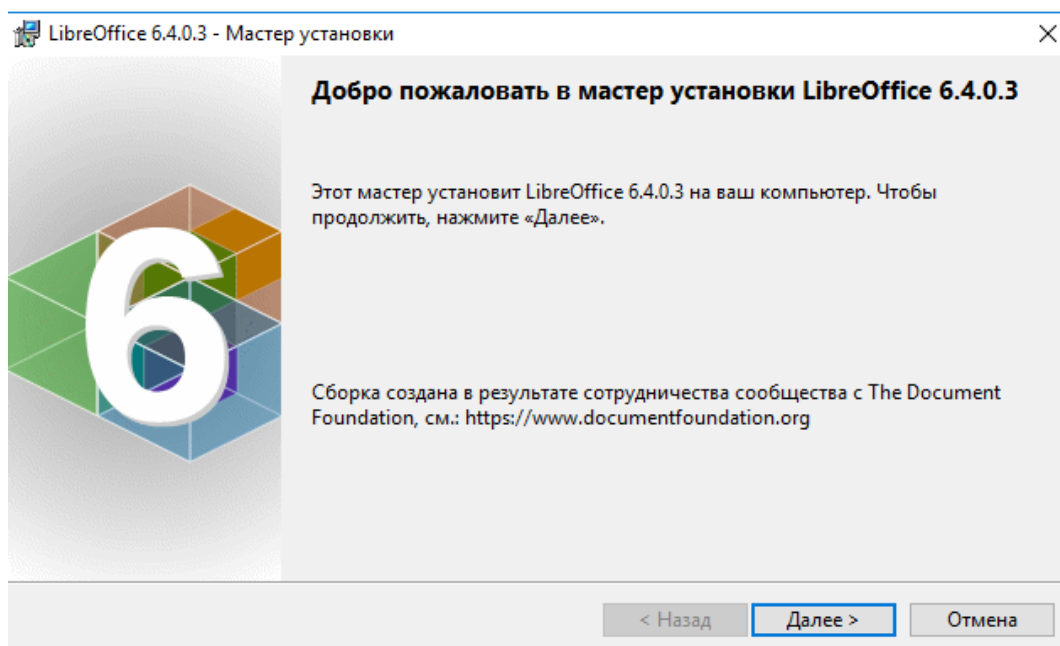 LibreOffice 6.4.0.3 - Мастер установки
Добро пожаловать в мастер установки LibreOffice 6.4.0.3
Этот мастер установит LibreOffice 6.4.0.3 на ваш компьютер. Чтобы
продолжить, нажмите «Далее».
6
Сборка создана в результате сотрудничества сообщества с The Document
Foundation, см.: https://www.documentfoundation.org
< Назад Далее > Отмена